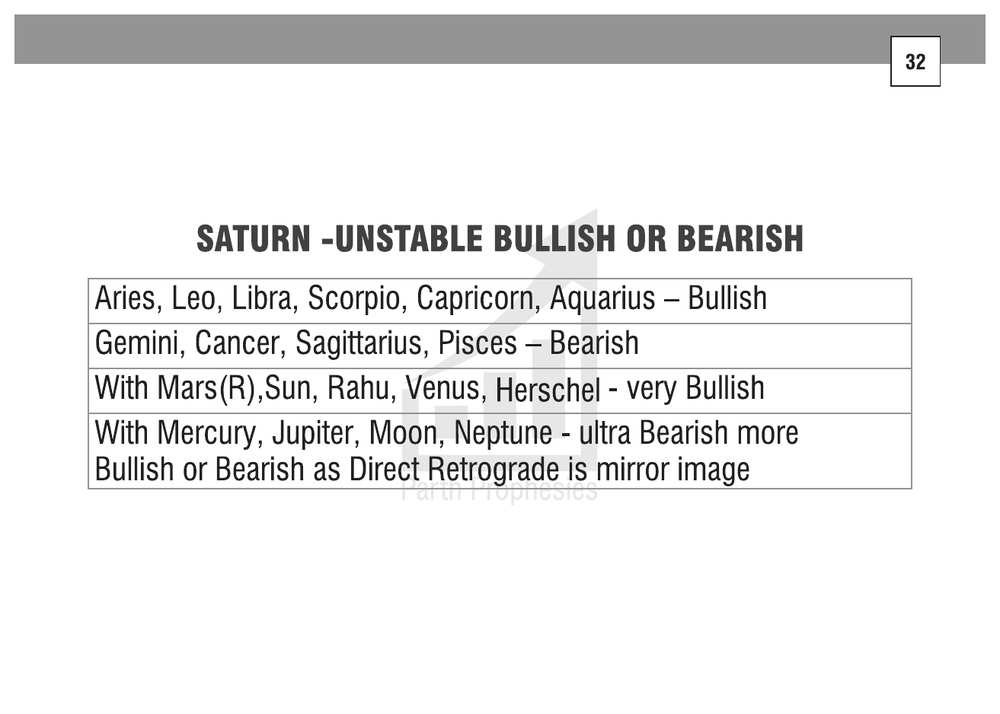 32
SATURN -UNSTABLE BULLISH OR BEARISH
Aries, Leo, Libra, Scorpio, Capricorn, Aquarius – Bullish
Gemini, Cancer, Sagittarius, Pisces – Bearish
With Mars(R),Sun, Rahu, Venus, Herschel - very Bullish
With Mercury, Jupiter, Moon, Neptune - ultra Bearish more
Bullish or Bearish as Direct Retrograde is mirror image
Parth Prophesies